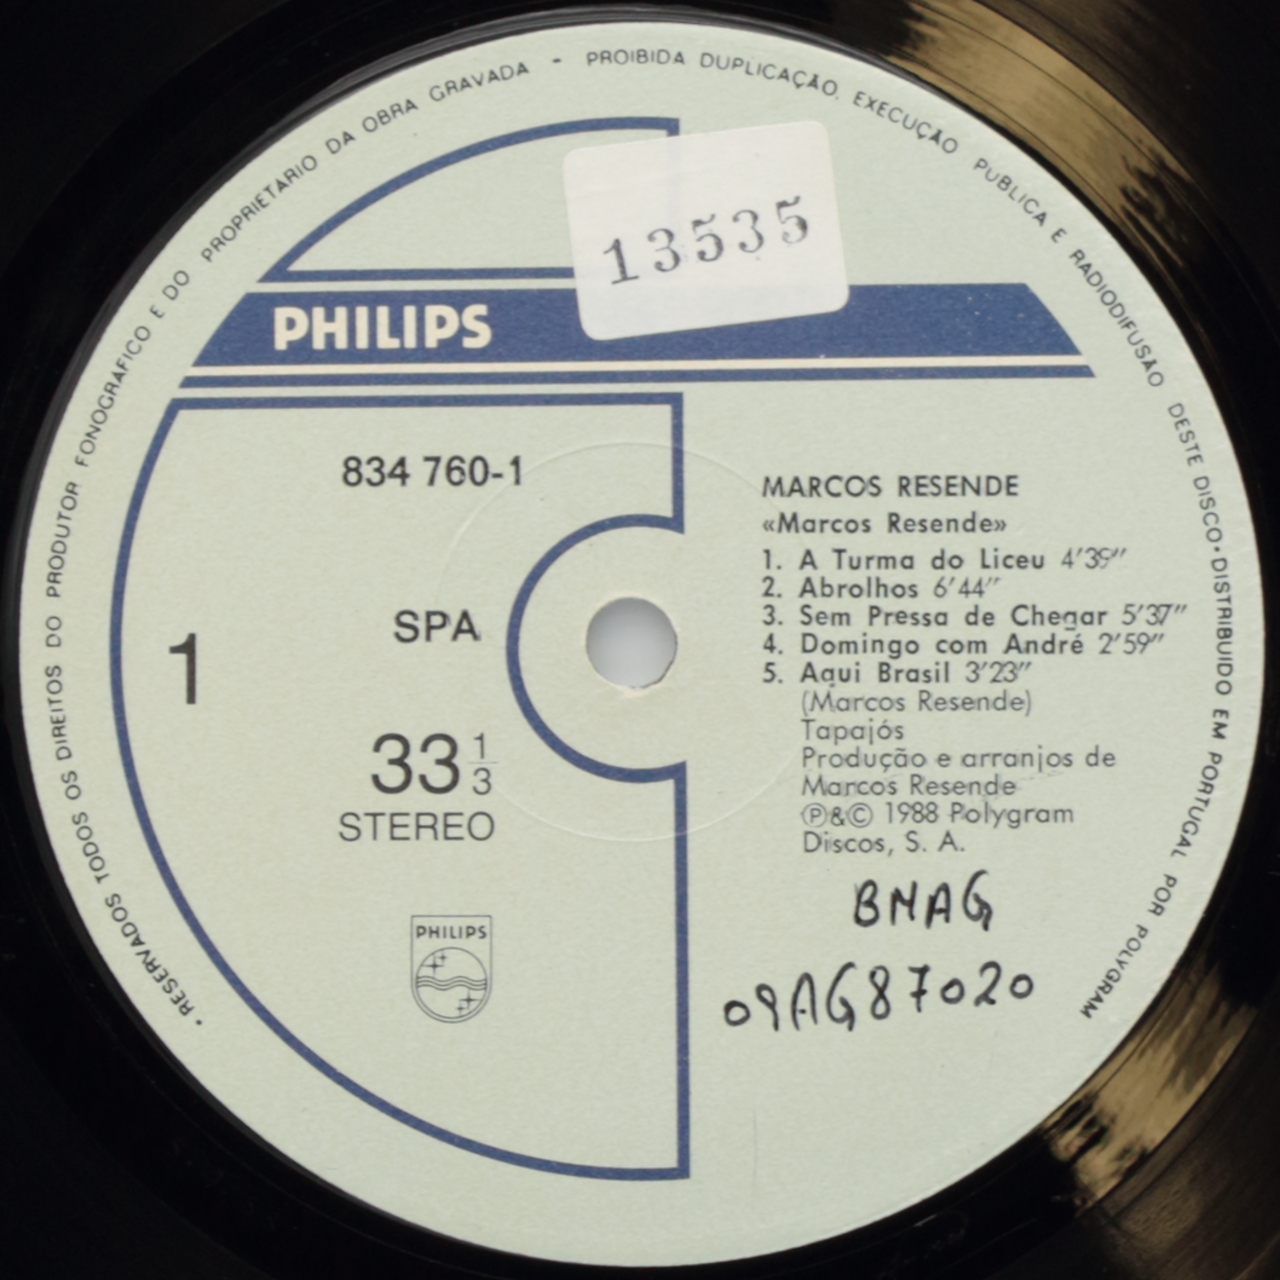 • RESERVADOS TODOS OS DIREITOS DO PRODUTOR FONOGRAFICO E DO PROPRIETARIO DA OBRA GRAVADA - PROIBIDA DUPLICAÇÃO, EXECUÇÃO PUBLICA E RADIODIFUSÃO DESTE DISCO • DISTRIBUIDO EM PORTUGAL POR POLYGRAM
13535
PHILIPS
834 760-1
SPA
1
33 1/3
STEREO
PHILIPS
MARCOS RESENDE
«Marcos Resende»
1. A Turma do Liceu 4′39″
2. Abrolhos 6′44″
3. Sem Pressa de Chegar 5′37″
4. Domingo com André 2′59″
5. Aqui Brasil 3′23″
(Marcos Resende)
Tapajós
Produção e arranjos de
Marcos Resende
Ⓟ&© 1988 Polygram
Discos, S. A.
BNAG
09AG87020